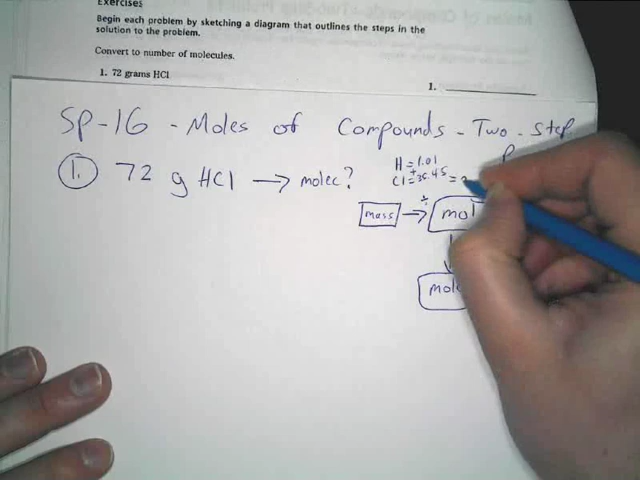 Exercises
Begin each problem by sketching a diagram that outlines the steps in the
solution to the problem.
Convert to number of molecules.
1. 72 grams HCl 1.
SP-16 - Moles of Compounds - Two-Step
H = 1.01
1. 72 g HCl → molec?
+
Cl = 35.45 =
÷
mass → mol
mol